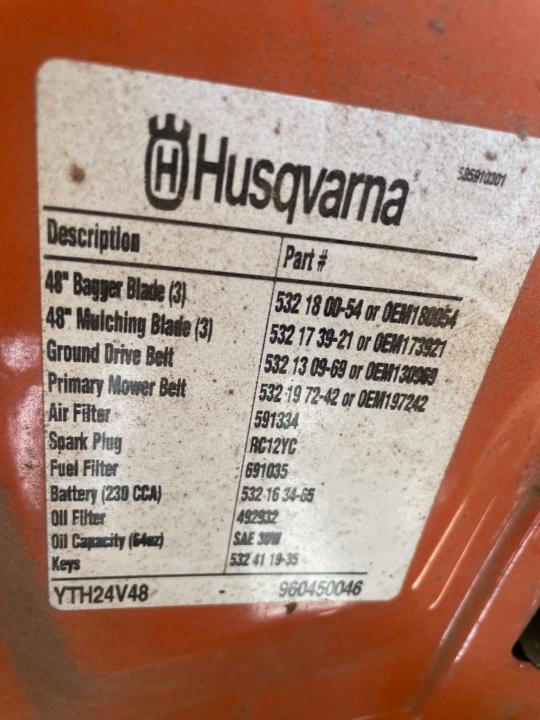 H Husqvarna
585910301
Description Part #
48" Bagger Blade (3) 532 18 00-54 or OEM180054
48" Mulching Blade (3) 532 17 39-21 or OEM173921
Ground Drive Belt 532 13 09-69 or OEM130969
Primary Mower Belt 532 19 72-42 or OEM197242
Air Filter 591334
Spark Plug RC12YC
Fuel Filter 691035
Battery (230 CCA) 532 16 34-65
Oil Filter 492932
Oil Capacity (64oz) SAE 30W
Keys 532 41 19-35
YTH24V48 - 960450046